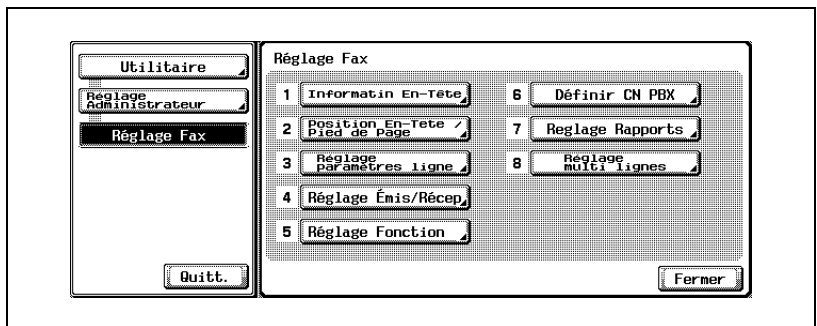 Utilitaire
Réglage
Administrateur
Réglage Fax
Quitt.
Réglage Fax
1 Informatin En-Tête
2 Position En-Tete /
Pied de Page
3 Réglage
paramètres ligne
4 Réglage Émis/Récep
5 Réglage Fonction
6 Définir CN PBX
7 Reglage Rapports
8 Réglage
multi lignes
Fermer